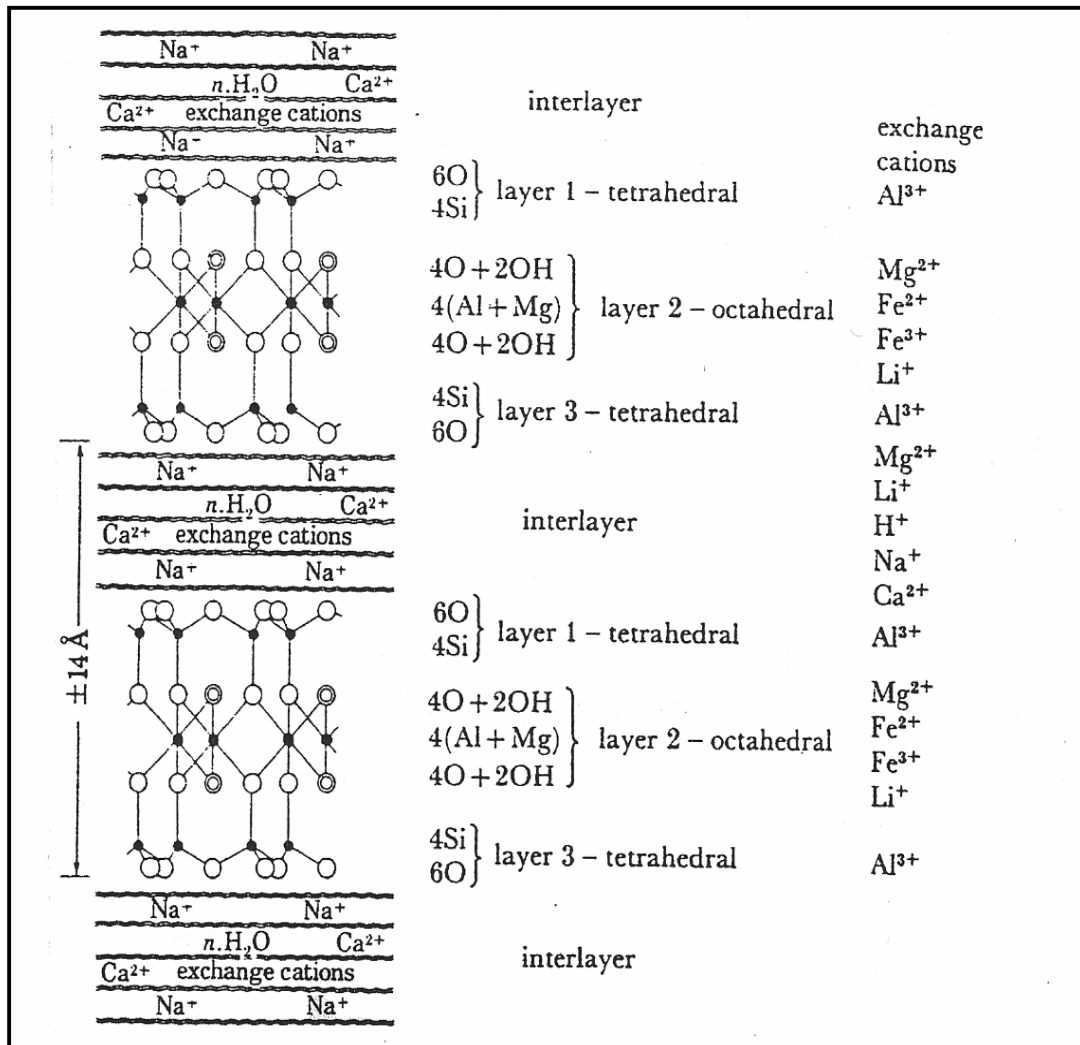 Na⁺ Na⁺
n.H₂O Ca²⁺
Ca²⁺ exchange cations
Na⁻ Na⁺
interlayer
exchange
cations
6O
4Si
layer 1 – tetrahedral
Al³⁺
4O + 2OH
4(Al + Mg)
4O + 2OH
layer 2 – octahedral
Mg²⁺
Fe²⁺
Fe³⁺
Li⁺
4Si
6O
layer 3 – tetrahedral
Al³⁺
Na⁺ Na⁺
n.H₂O Ca²⁺
Ca²⁺ exchange cations
Na⁺ Na⁺
interlayer
Mg²⁺
Li⁺
H⁺
Na⁺
Ca²⁺
±14Å
6O
4Si
layer 1 – tetrahedral
Al³⁺
4O + 2OH
4(Al + Mg)
4O + 2OH
layer 2 – octahedral
Mg²⁺
Fe²⁺
Fe³⁺
Li⁺
4Si
6O
layer 3 – tetrahedral
Al³⁺
Na⁺ Na⁺
n.H₂O Ca²⁺
Ca²⁺ exchange cations
Na⁺ Na⁺
interlayer